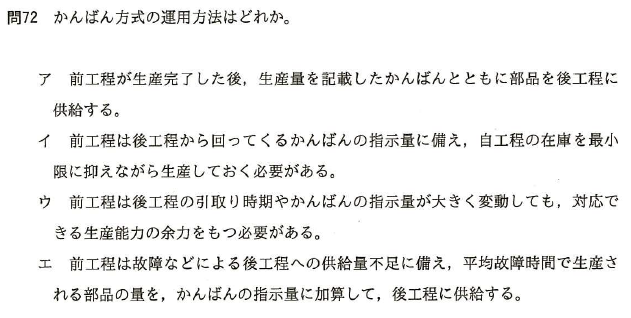 問72 かんばん方式の運用方法はどれか。
ア 前工程が生産完了した後，生産量を記載したかんばんとともに部品を後工程に
供給する。
イ 前工程は後工程から回ってくるかんばんの指示量に備え，自工程の在庫を最小
限に抑えながら生産しておく必要がある。
ウ 前工程は後工程の引取り時期やかんばんの指示量が大きく変動しても，対応で
きる生産能力の余力をもつ必要がある。
エ 前工程は故障などによる後工程への供給量不足に備え，平均故障時間で生産さ
れる部品の量を，かんばんの指示量に加算して，後工程に供給する。